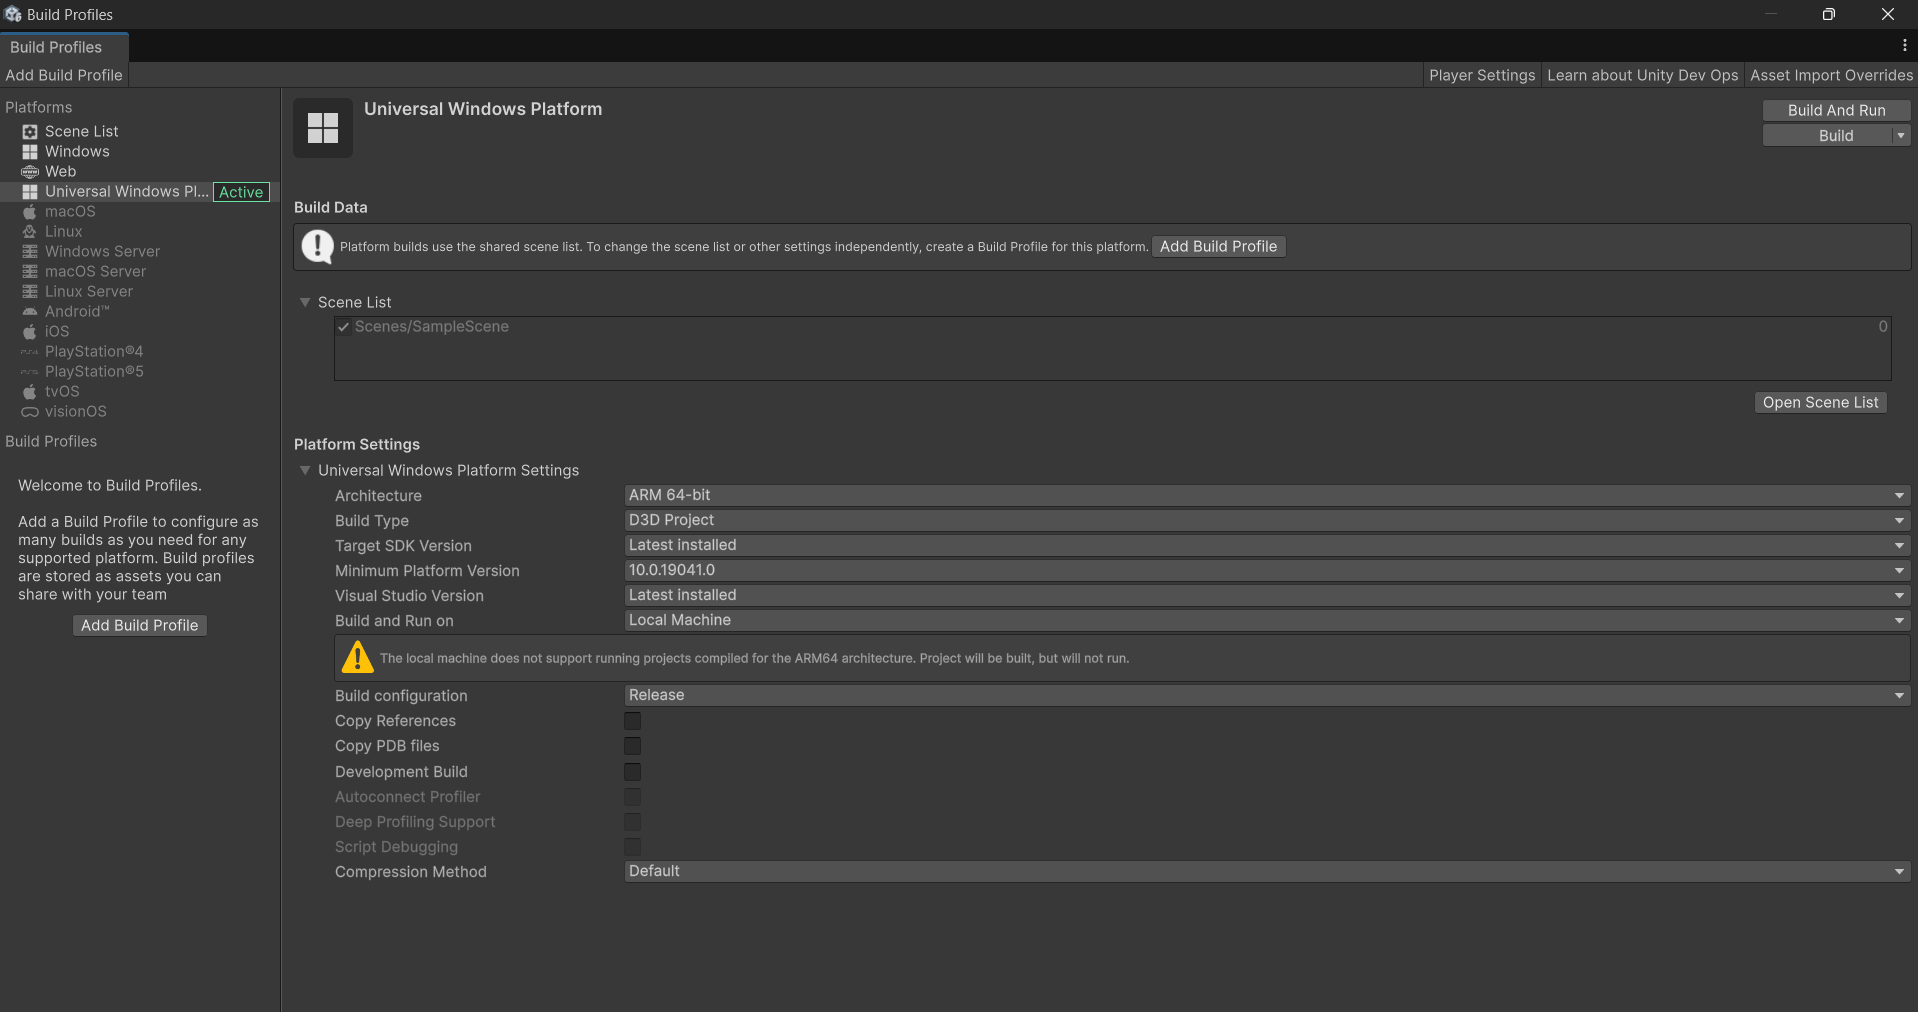 Build Profiles
Build Profiles
Add Build Profile
Player Settings
Learn about Unity Dev Ops
Asset Import Overrides
Platforms
Scene List
Windows
Web
Universal Windows Pl... Active
macOS
Linux
Windows Server
macOS Server
Linux Server
Android™
iOS
PlayStation®4
PlayStation®5
tvOS
visionOS
Build Profiles
Welcome to Build Profiles.
Add a Build Profile to configure as
many builds as you need for any
supported platform. Build profiles
are stored as assets you can
share with your team
Add Build Profile
Universal Windows Platform
Build And Run
Build
Build Data
Platform builds use the shared scene list. To change the scene list or other settings independently, create a Build Profile for this platform. Add Build Profile
Scene List
Scenes/SampleScene 0
Open Scene List
Platform Settings
Universal Windows Platform Settings
Architecture ARM 64-bit
Build Type D3D Project
Target SDK Version Latest installed
Minimum Platform Version 10.0.19041.0
Visual Studio Version Latest installed
Build and Run on Local Machine
The local machine does not support running projects compiled for the ARM64 architecture. Project will be built, but will not run.
Build configuration Release
Copy References
Copy PDB files
Development Build
Autoconnect Profiler
Deep Profiling Support
Script Debugging
Compression Method Default